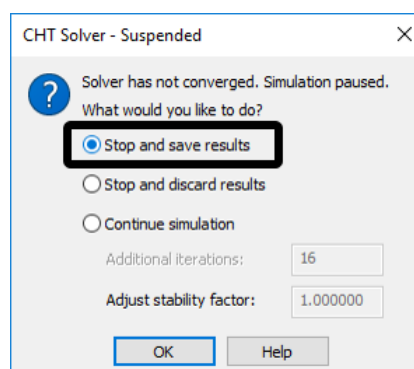 CHT Solver - Suspended
Solver has not converged. Simulation paused.
What would you like to do?
Stop and save results
Stop and discard results
Continue simulation
Additional iterations: 16
Adjust stability factor: 1.000000
OK Help